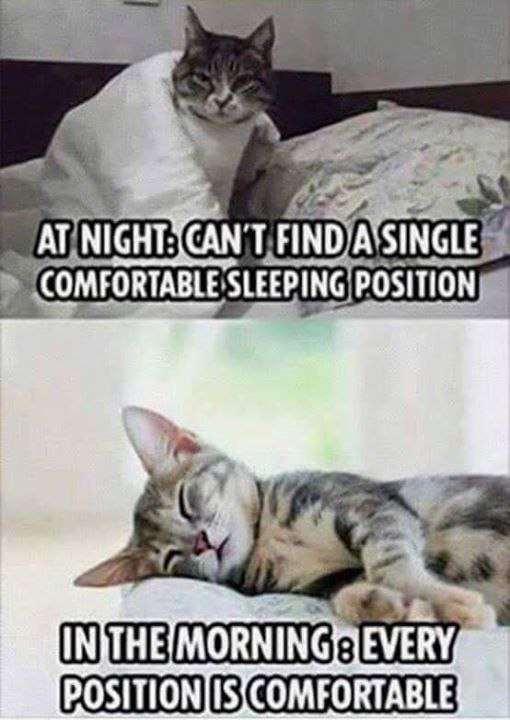 AT NIGHT: CAN'T FIND A SINGLE
COMFORTABLE SLEEPING POSITION
IN THE MORNING : EVERY
POSITION IS COMFORTABLE